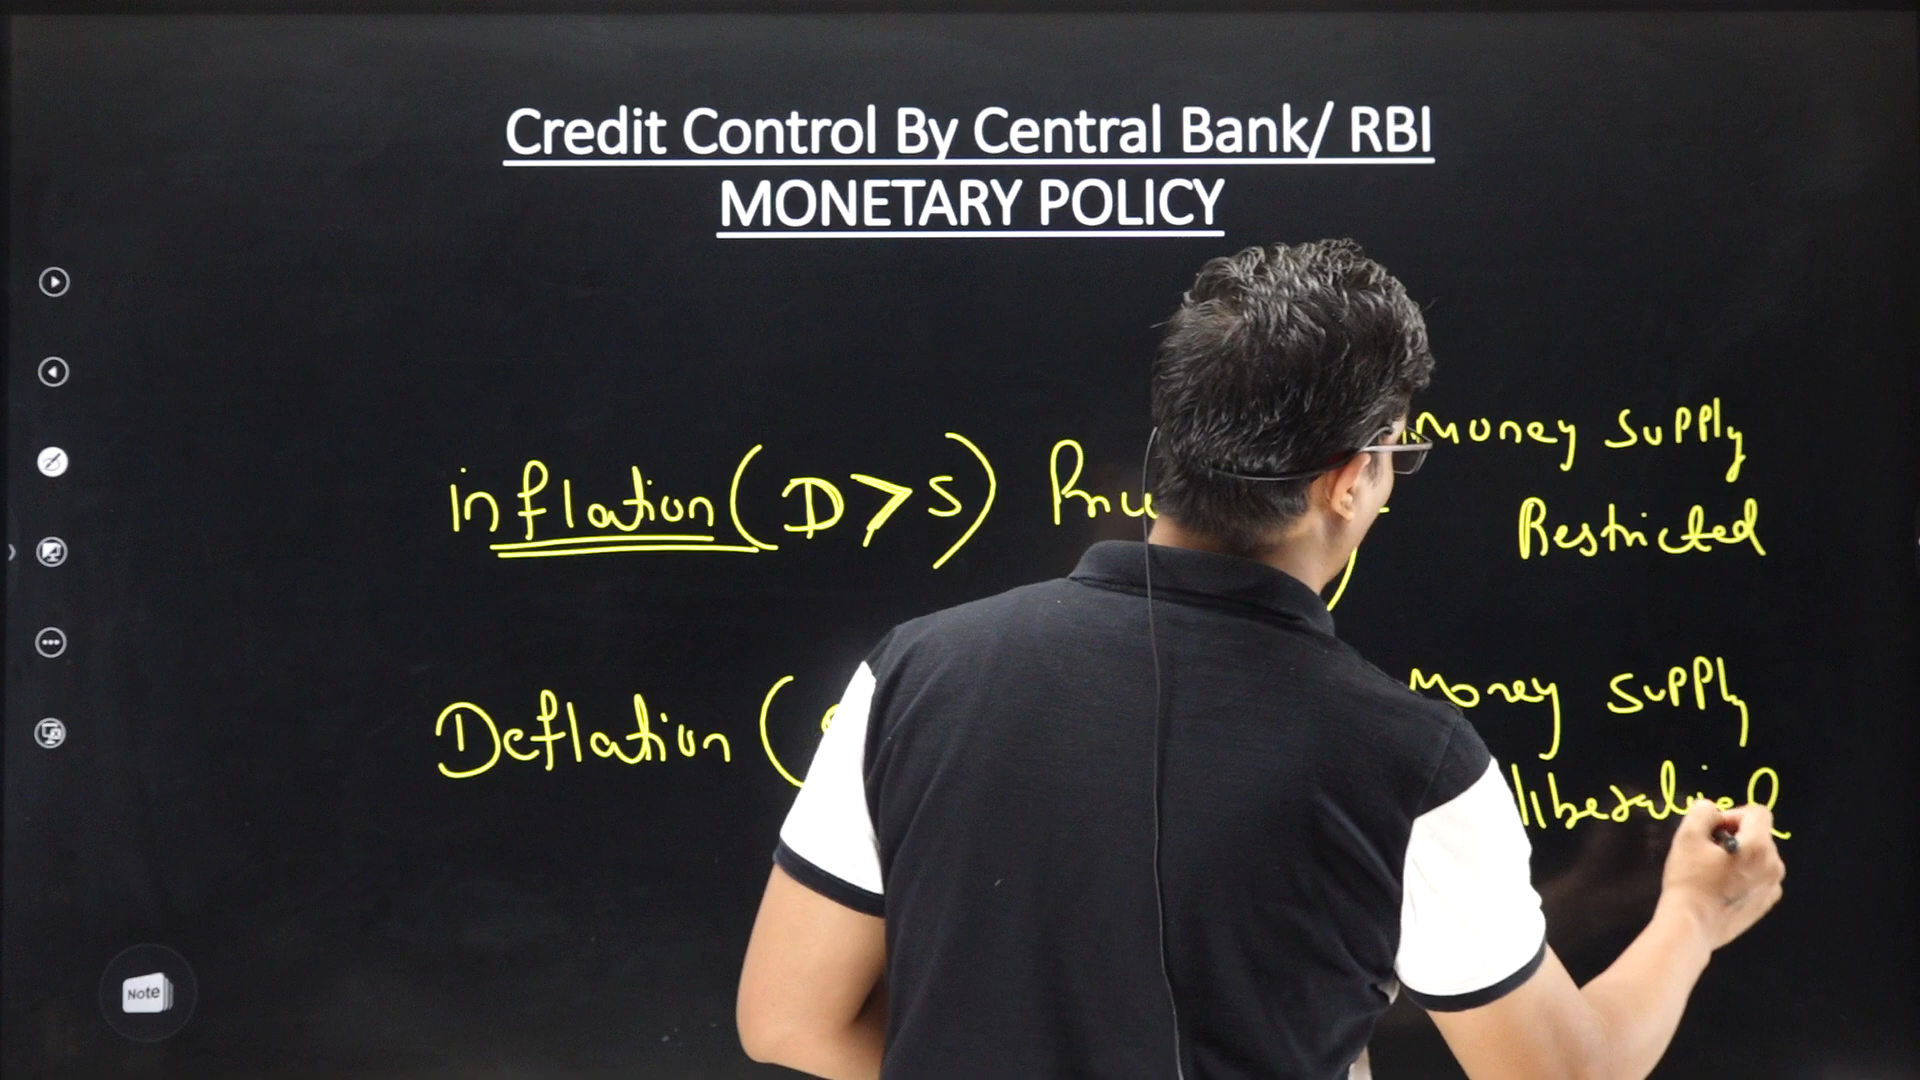 Credit Control By Central Bank/ RBI
MONETARY POLICY
Money supply
inflation (D > S)
Restricted
Money supply
Deflation (
liberalised
Note